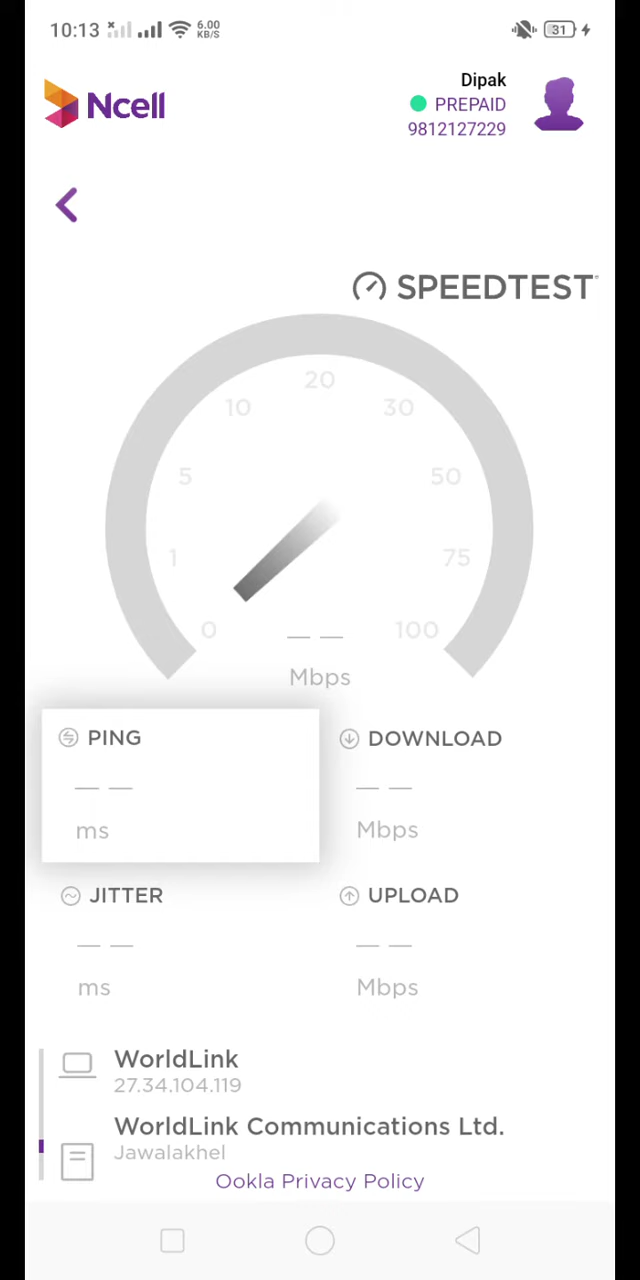 10:13
6.00
KB/S
31
Ncell
Dipak
PREPAID
9812127229
SPEEDTEST
20
10
30
5
50
1
75
0
100
— —
Mbps
PING
DOWNLOAD
— —
— —
ms
Mbps
JITTER
UPLOAD
— —
— —
ms
Mbps
WorldLink
27.34.104.119
WorldLink Communications Ltd.
Jawalakhel
Ookla Privacy Policy